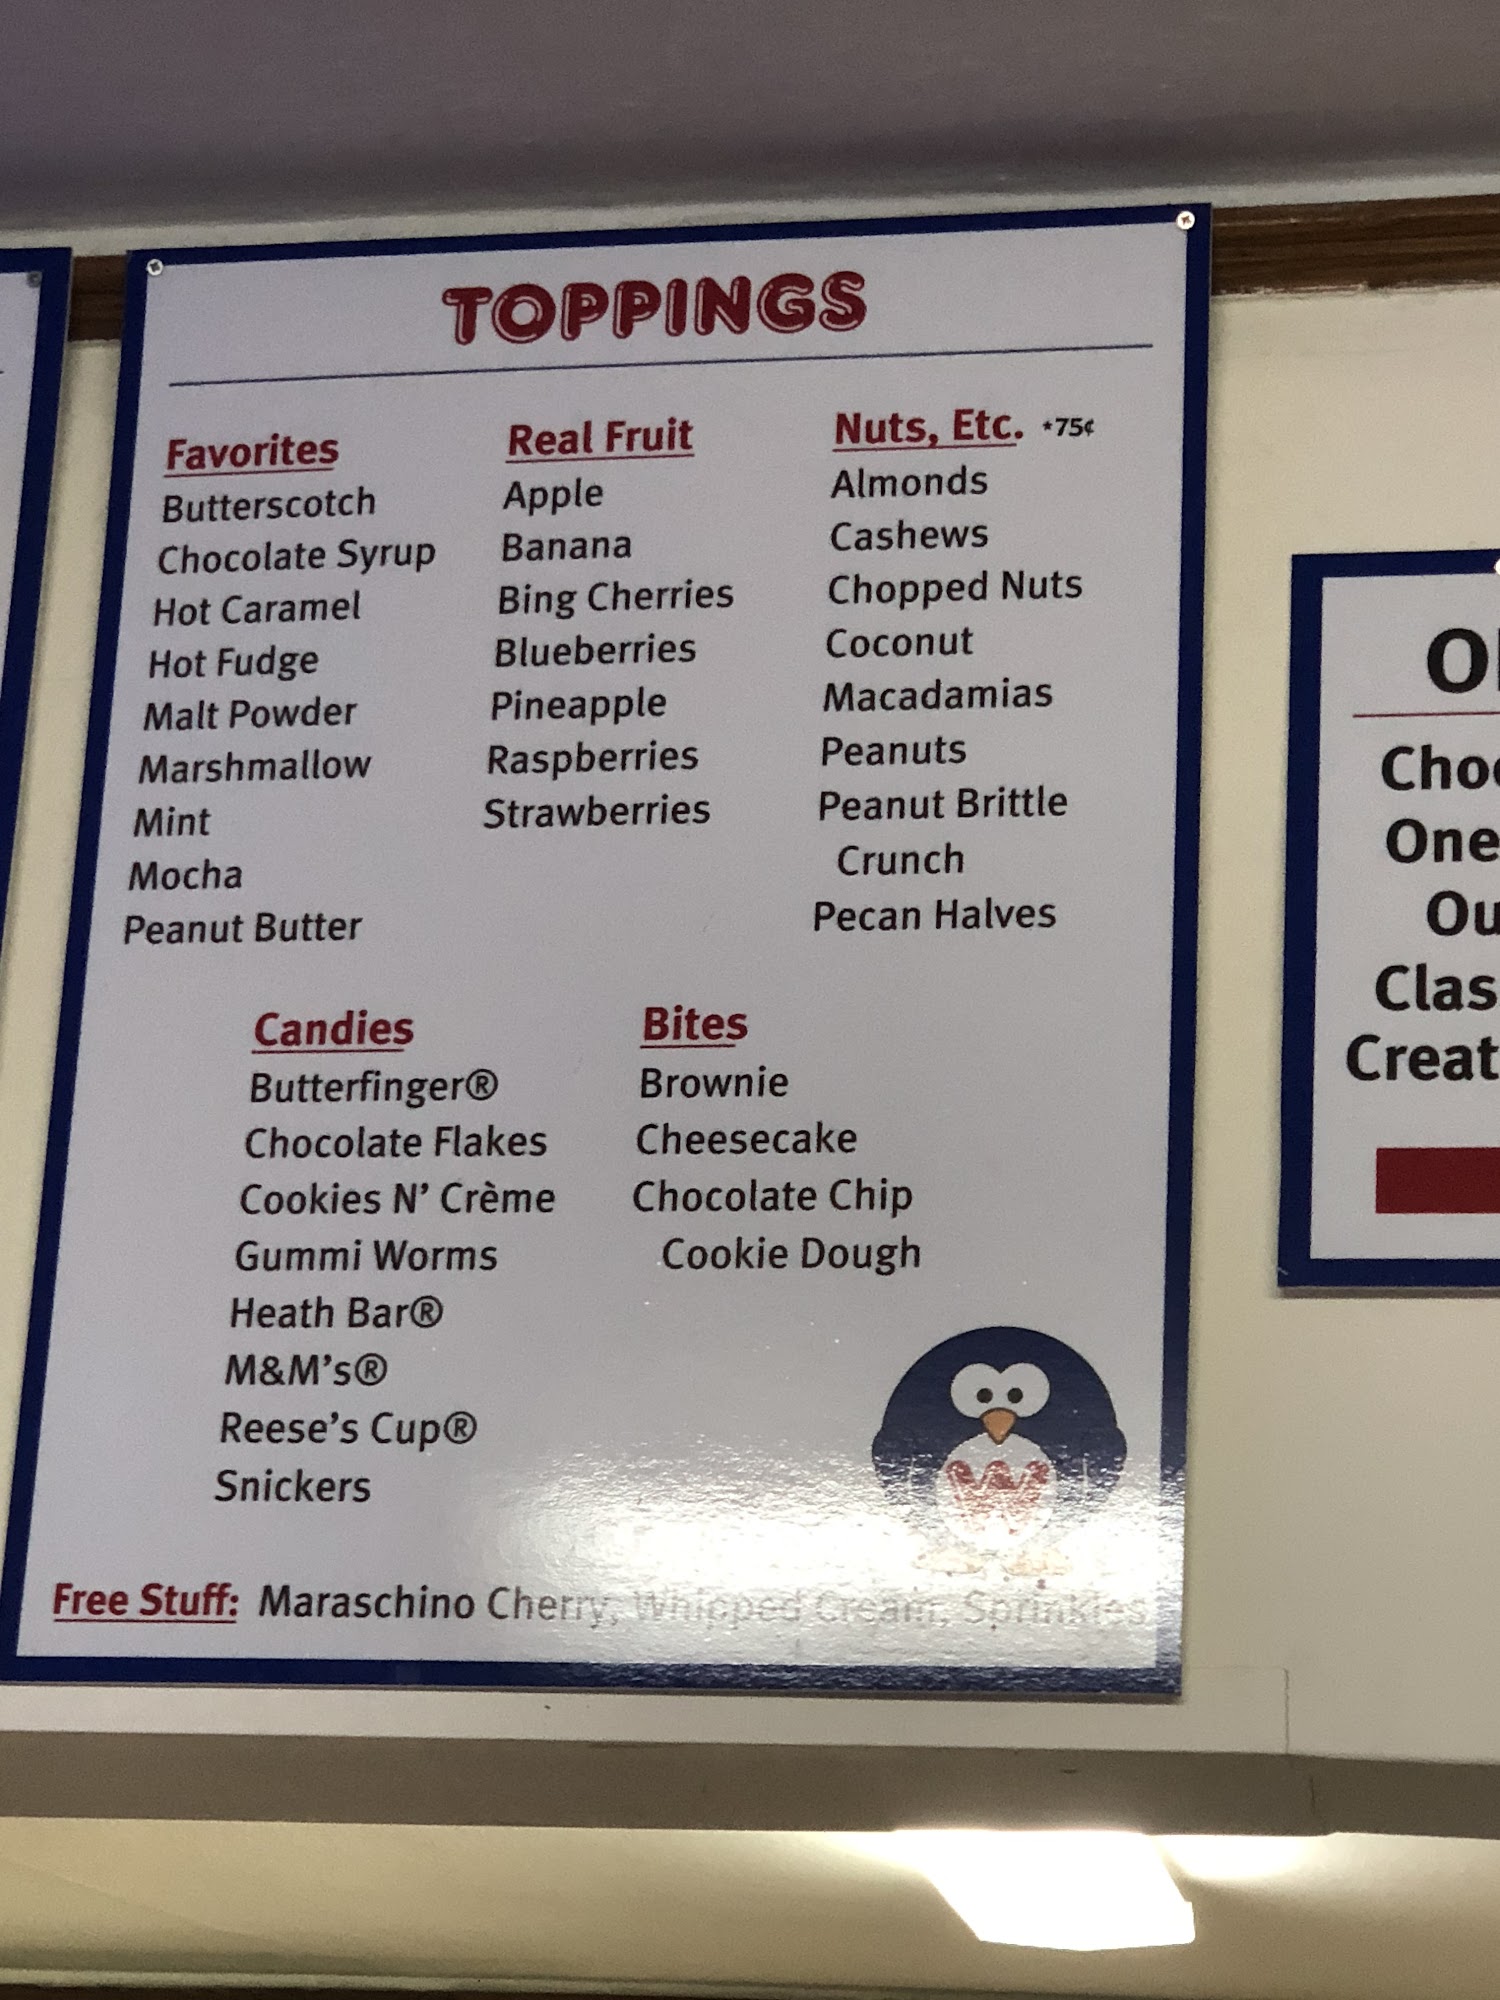 TOPPINGS
Favorites
Butterscotch
Chocolate Syrup
Hot Caramel
Hot Fudge
Malt Powder
Marshmallow
Mint
Mocha
Peanut Butter
Real Fruit
Apple
Banana
Bing Cherries
Blueberries
Pineapple
Raspberries
Strawberries
Nuts, Etc. *75¢
Almonds
Cashews
Chopped Nuts
Coconut
Macadamias
Peanuts
Peanut Brittle
Crunch
Pecan Halves
Candies
Butterfinger®
Chocolate Flakes
Cookies N’ Crème
Gummi Worms
Heath Bar®
M&M’s®
Reese’s Cup®
Snickers
Bites
Brownie
Cheesecake
Chocolate Chip
Cookie Dough
W
Free Stuff: Maraschino Cherry, Whipped Cream, Sprinkles
One